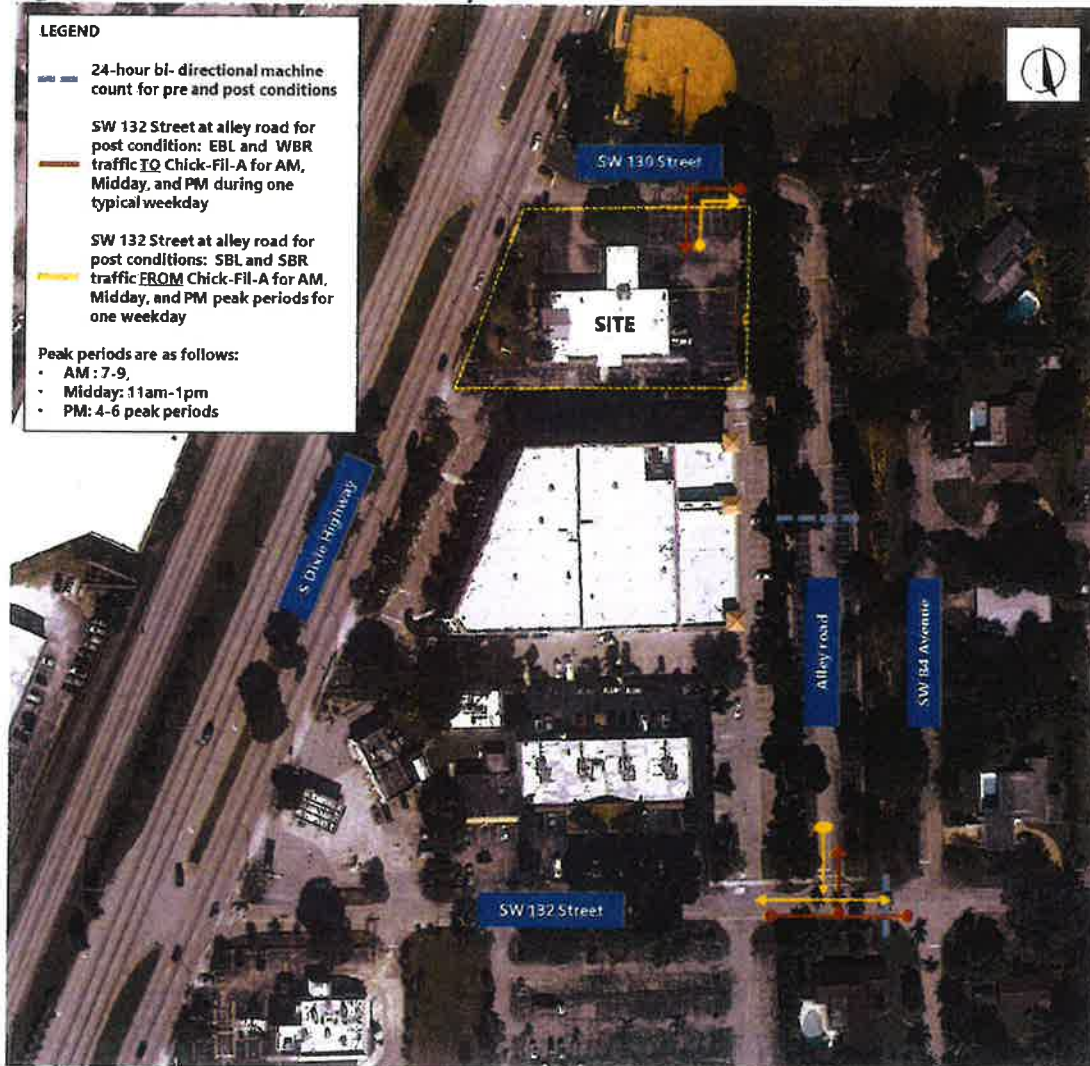 LEGEND
24-hour bi- directional machine
count for pre and post conditions
SW 132 Street at alley road for
post condition: EBL and WBR
traffic TO Chick-Fil-A for AM,
Midday, and PM during one
typical weekday
SW 132 Street at alley road for
post conditions: SBL and SBR
traffic FROM Chick-Fil-A for AM,
Midday, and PM peak periods for
one weekday
Peak periods are as follows:
• AM : 7-9,
• Midday: 11am-1pm
• PM: 4-6 peak periods
SW 130 Street
SITE
S Dixie Highway
Alley road
SW 84 Avenue
SW 132 Street